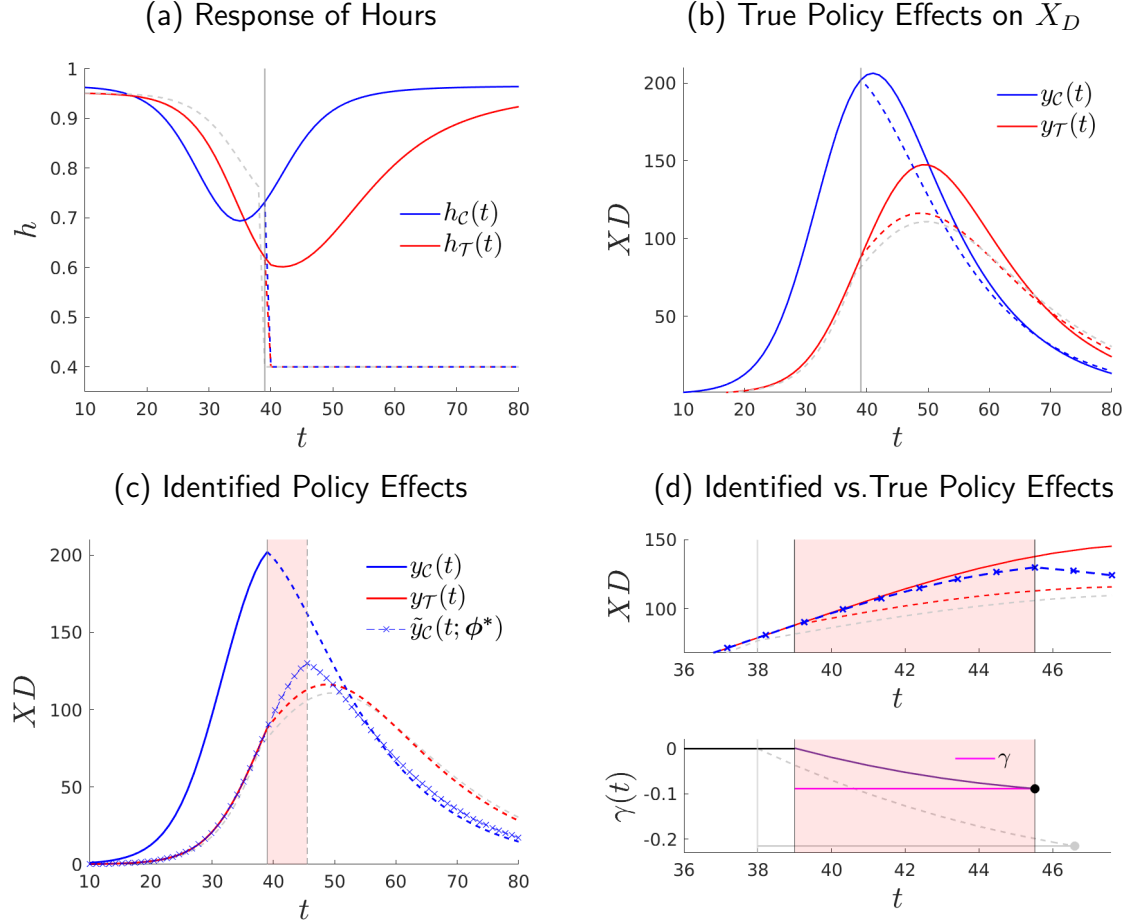 (a) Response of Hours
h
1
0.9
0.8
0.7
0.6
0.5
0.4
h_C(t)
h_T(t)
10 20 30 40 50 60 70 80
t
(b) True Policy Effects on X_D
XD
200
150
100
50
y_C(t)
y_T(t)
10 20 30 40 50 60 70 80
t
(c) Identified Policy Effects
XD
200
150
100
50
0
y_C(t)
y_T(t)
ỹ_C(t; ϕ*)
10 20 30 40 50 60 70 80
t
(d) Identified vs.True Policy Effects
XD
150
100
36 38 40 42 44 46
t
γ(t)
0
-0.1
-0.2
γ
36 38 40 42 44 46
t